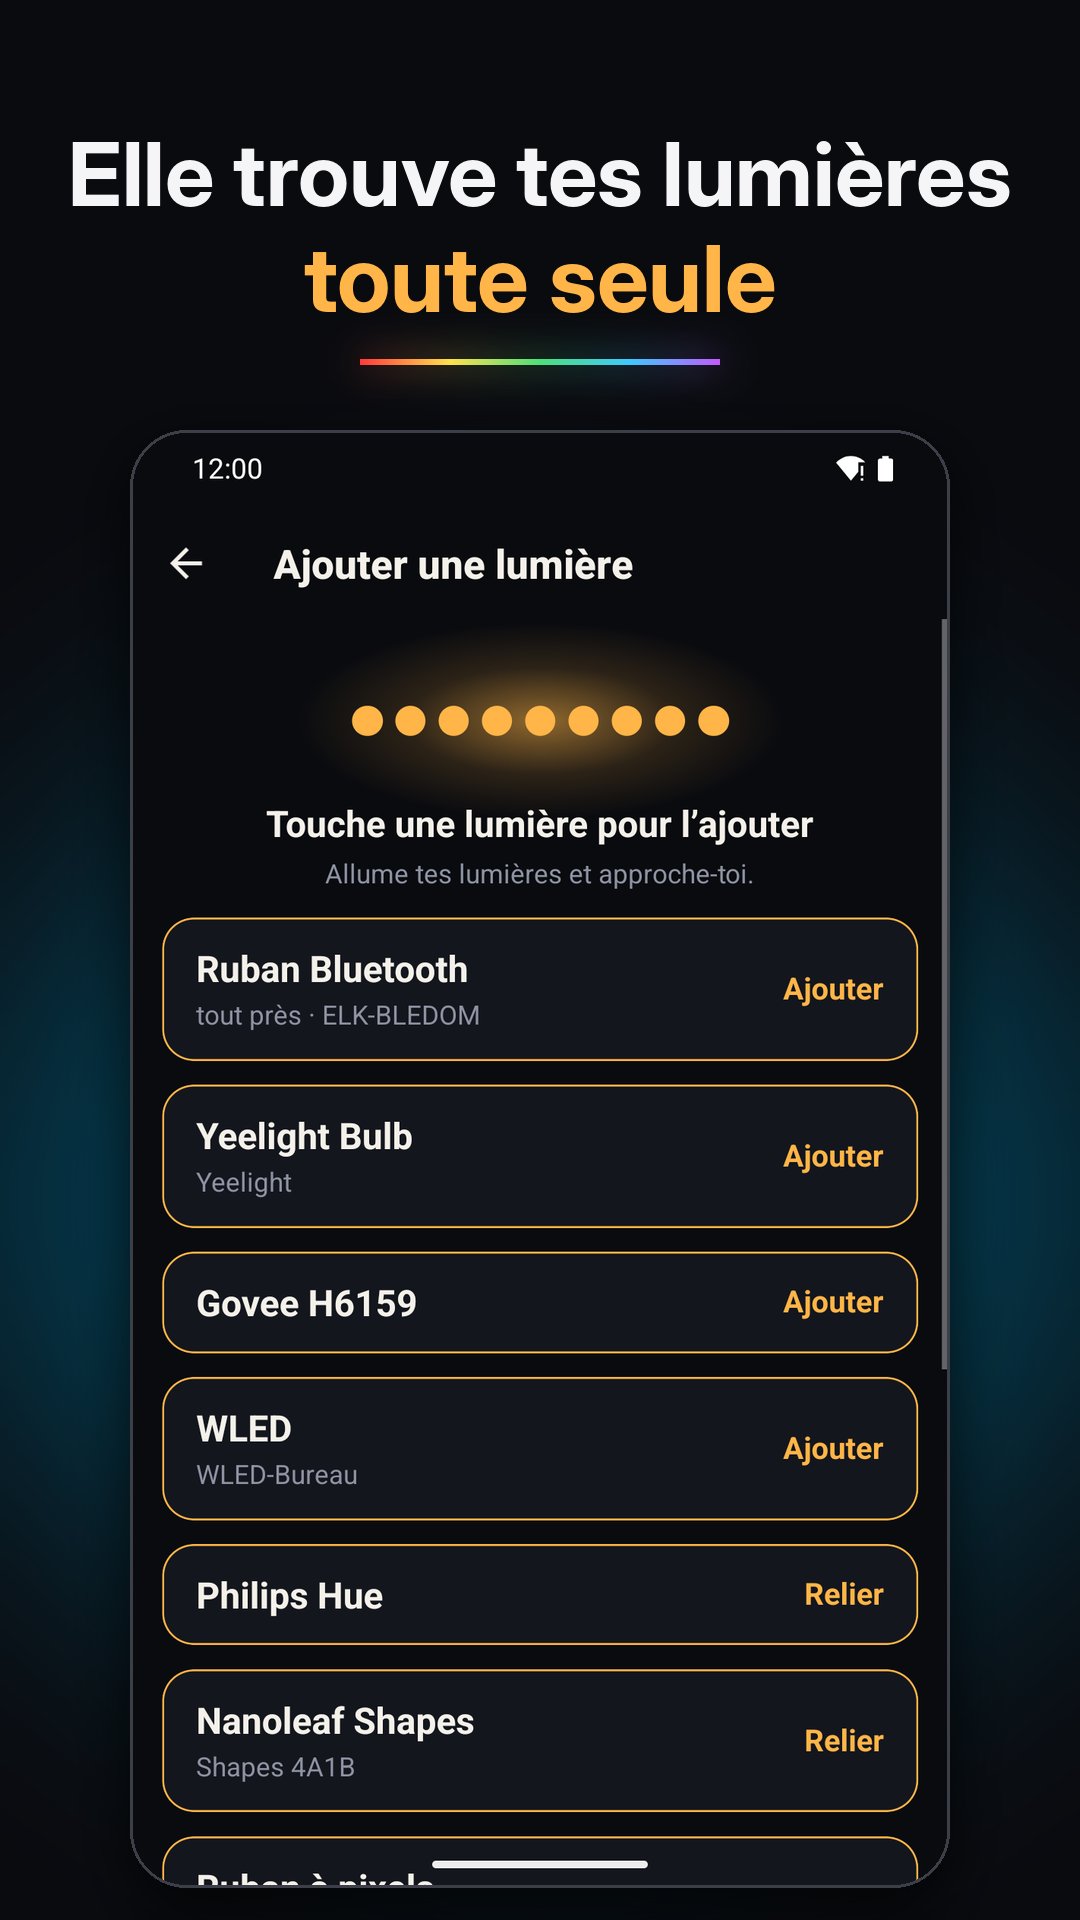 Elle trouve tes lumières
toute seule
12:00
Ajouter une lumière
Touche une lumière pour l’ajouter
Allume tes lumières et approche-toi.
Ruban Bluetooth
tout près · ELK-BLEDOM
Ajouter
Yeelight Bulb
Yeelight
Ajouter
Govee H6159
Ajouter
WLED
WLED-Bureau
Ajouter
Philips Hue
Relier
Nanoleaf Shapes
Shapes 4A1B
Relier
Ruban à pixels